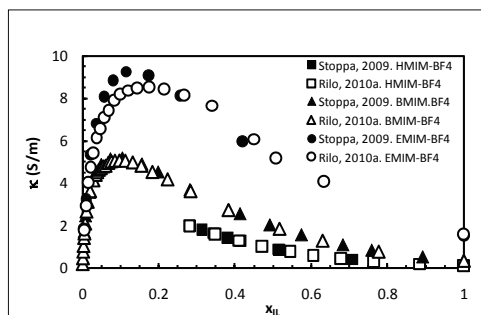 10
8
6
4
2
0
κ (S/m)
Stoppa, 2009. HMIM-BF4
Rilo, 2010a. HMIM-BF4
Stoppa, 2009. BMIM.BF4
Rilo, 2010a. BMIM-BF4
Stoppa, 2009. EMIM-BF4
Rilo, 2010a. EMIM-BF4
0 0.2 0.4 0.6 0.8 1
xIL